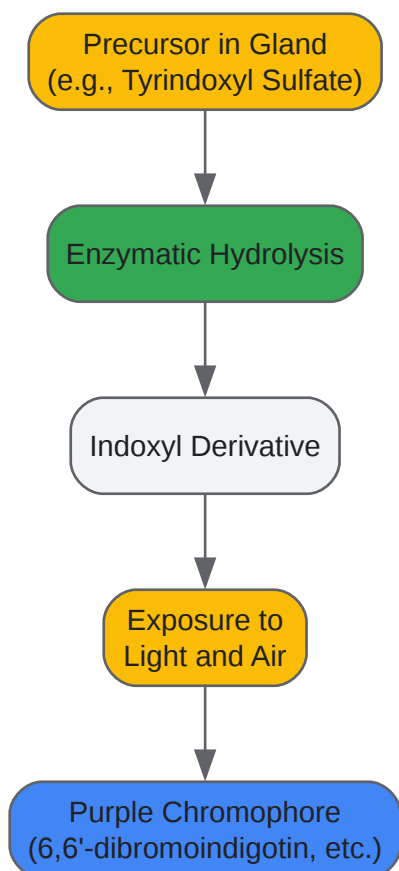 Precursor in Gland
(e.g., Tyrindoxyl Sulfate)
Enzymatic Hydrolysis
Indoxyl Derivative
Exposure to
Light and Air
Purple Chromophore
(6,6'-dibromoindigotin, etc.)